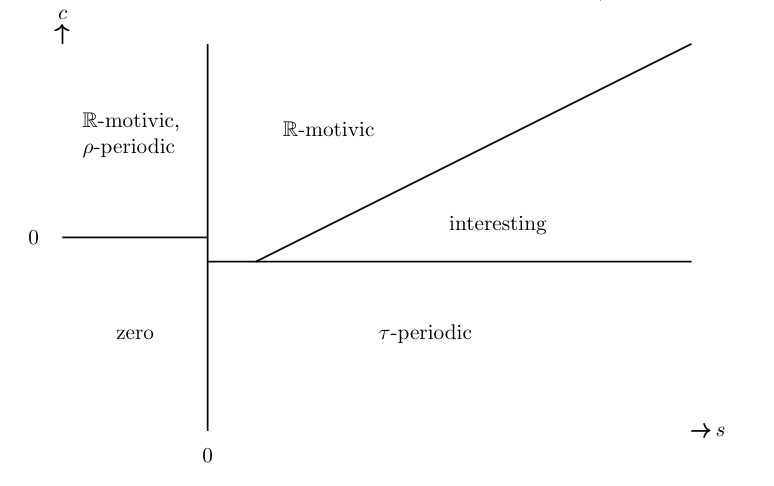 c
ℝ-motivic,
ρ-periodic
ℝ-motivic
interesting
0
zero
τ-periodic
s
0